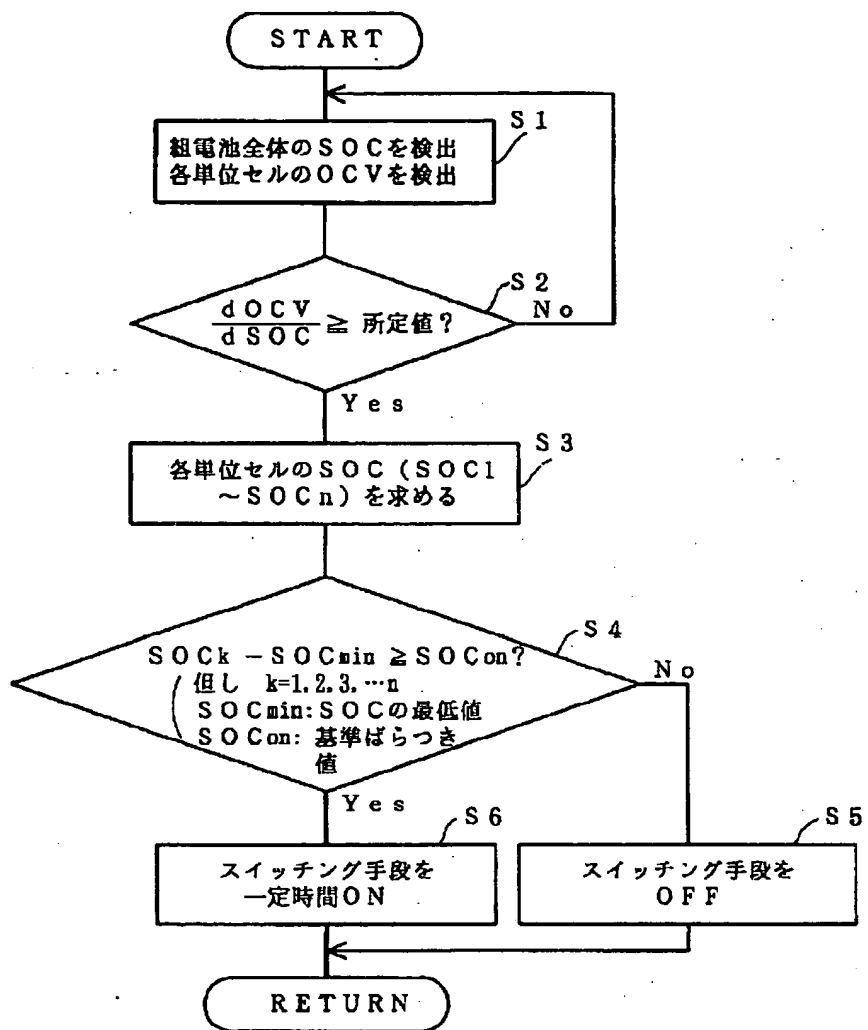 START
S1
組電池全体のSOCを検出
各単位セルのOCVを検出
S2
dOCV
dSOC
≧ 所定値？
No
Yes
S3
各単位セルのSOC（SOC1
～SOCn）を求める
S4
SOCk －SOCmin ≧SOCon？
但し k=1.2.3.…n
SOCmin:SOCの最低値
SOCon: 基準ばらつき
値
No
Yes
S6
スイッチング手段を
一定時間ON
S5
スイッチング手段を
OFF
RETURN